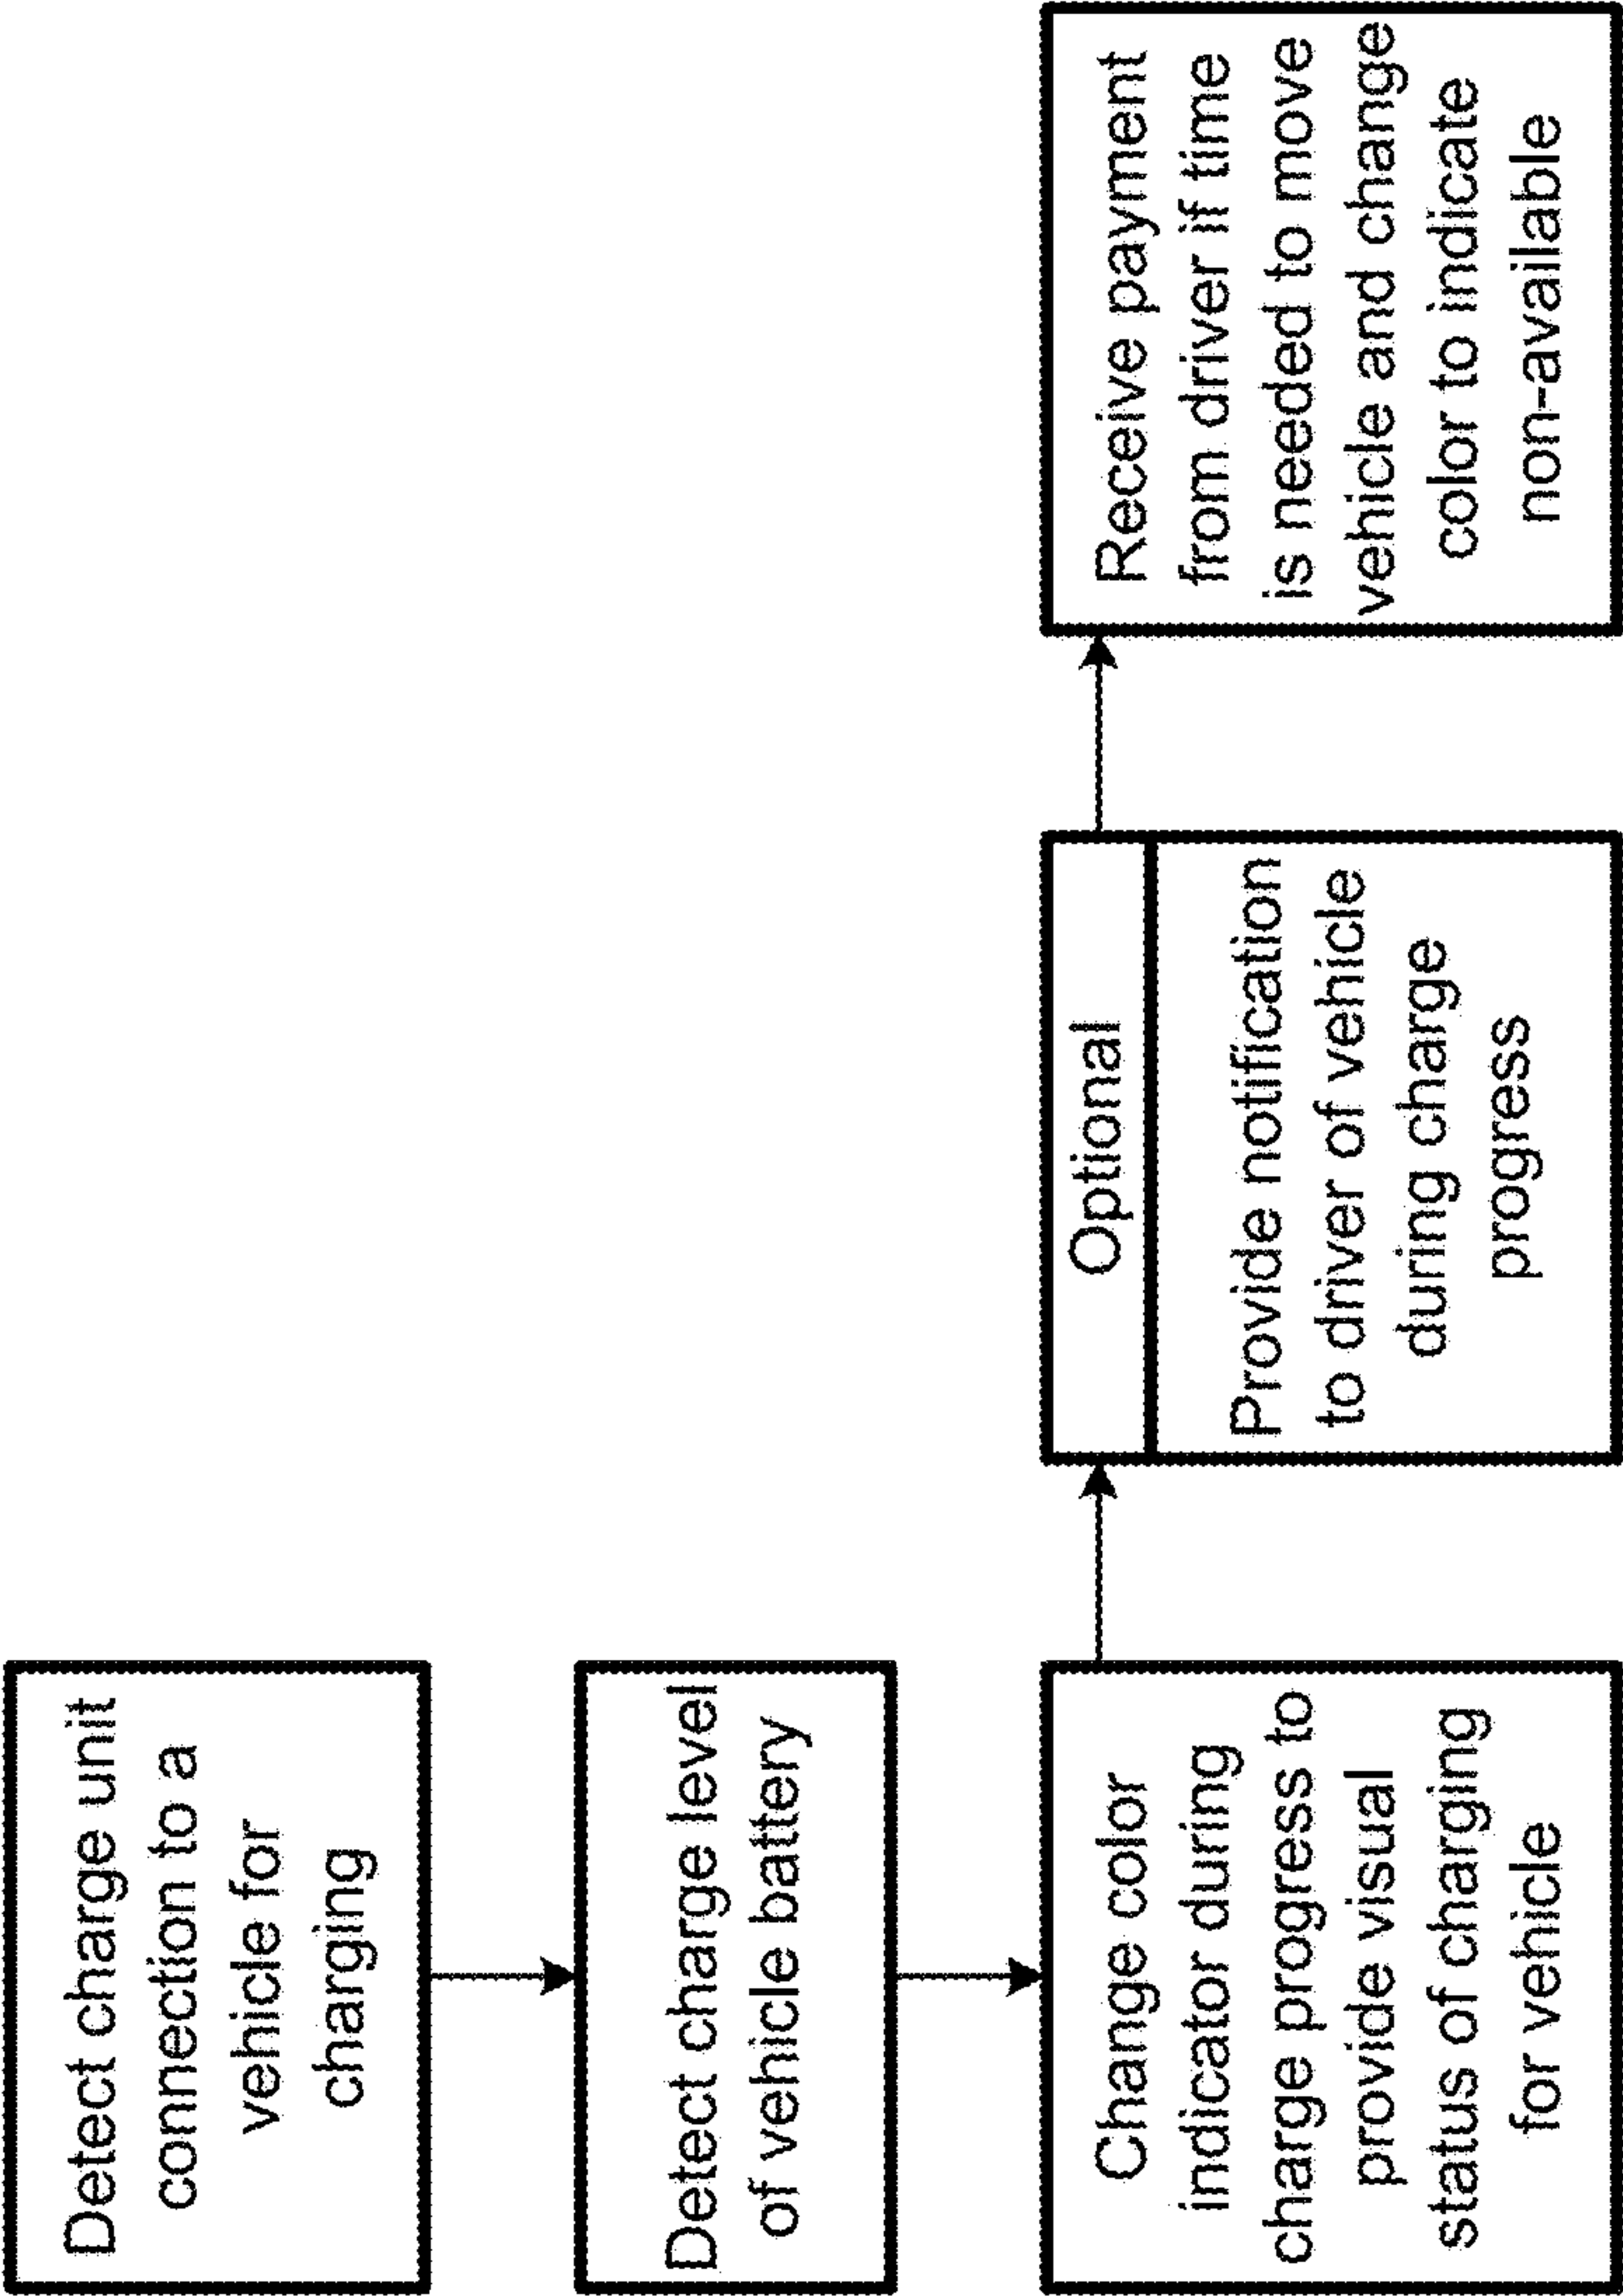 Detect charge unit
connection to a
vehicle for
charging
Detect charge level
of vehicle battery
Change color
indicator during
charge progress to
provide visual
status of charging
for vehicle
Optional
Provide notification
to driver of vehicle
during charge
progress
Receive payment
from driver if time
is needed to move
vehicle and change
color to indicate
non-available